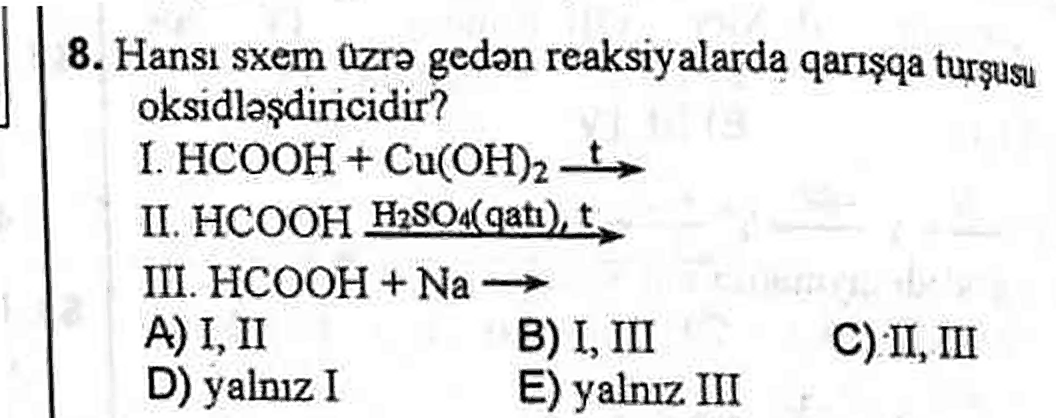 8. Hansı sxem üzrə gedən reaksiyalarda qarışqa turşusu
oksidləşdiricidir?
I. HCOOH + Cu(OH)₂ —t→
II. HCOOH —H₂SO₄(qatı), t→
III. HCOOH + Na →
A) I, II B) I, III C) II, III
D) yalnız I E) yalnız III